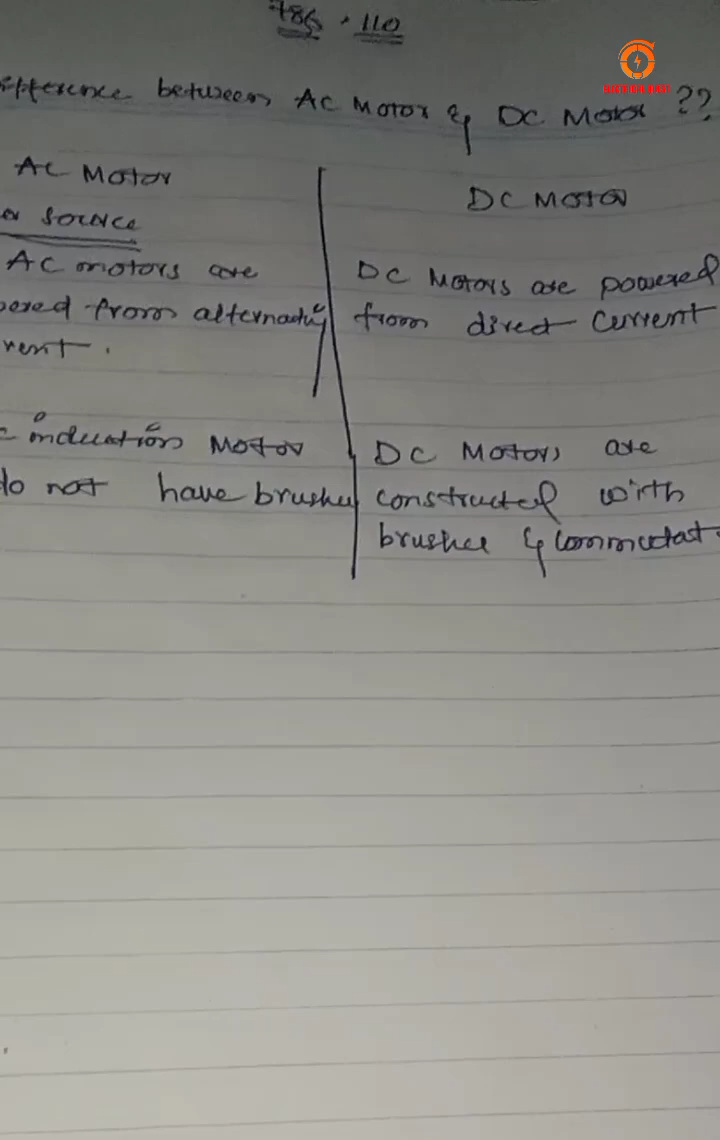 786 . 110
ifference between AC Motor & DC Motor ??
AC Motor
DC Motor
er source
AC motors are
DC Motors are powered
ered from alternating
from direct current
rent.
c induction Motor
DC Motors are
do not have brushes
constructed with
brushes & commutat